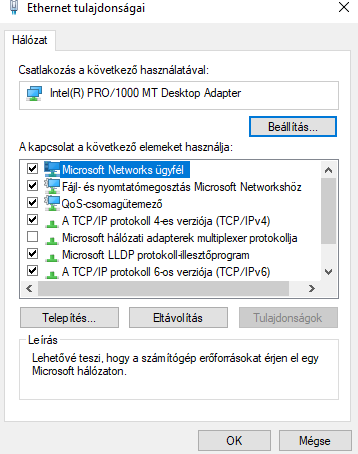 Ethernet tulajdonságai
Hálózat
Csatlakozás a következő használatával:
Intel(R) PRO/1000 MT Desktop Adapter
Beállítás...
A kapcsolat a következő elemeket használja:
Microsoft Networks ügyfél
Fájl- és nyomtatómegosztás Microsoft Networkshöz
QoS-csomagütemező
A TCP/IP protokoll 4-es verziója (TCP/IPv4)
Microsoft hálózati adapterek multiplexer protokollja
Microsoft LLDP protokoll-illesztőprogram
A TCP/IP protokoll 6-os verziója (TCP/IPv6)
Telepítés... Eltávolítás Tulajdonságok
Leírás
Lehetővé teszi, hogy a számítógép erőforrásokat érjen el egy
Microsoft hálózaton.
OK Mégse